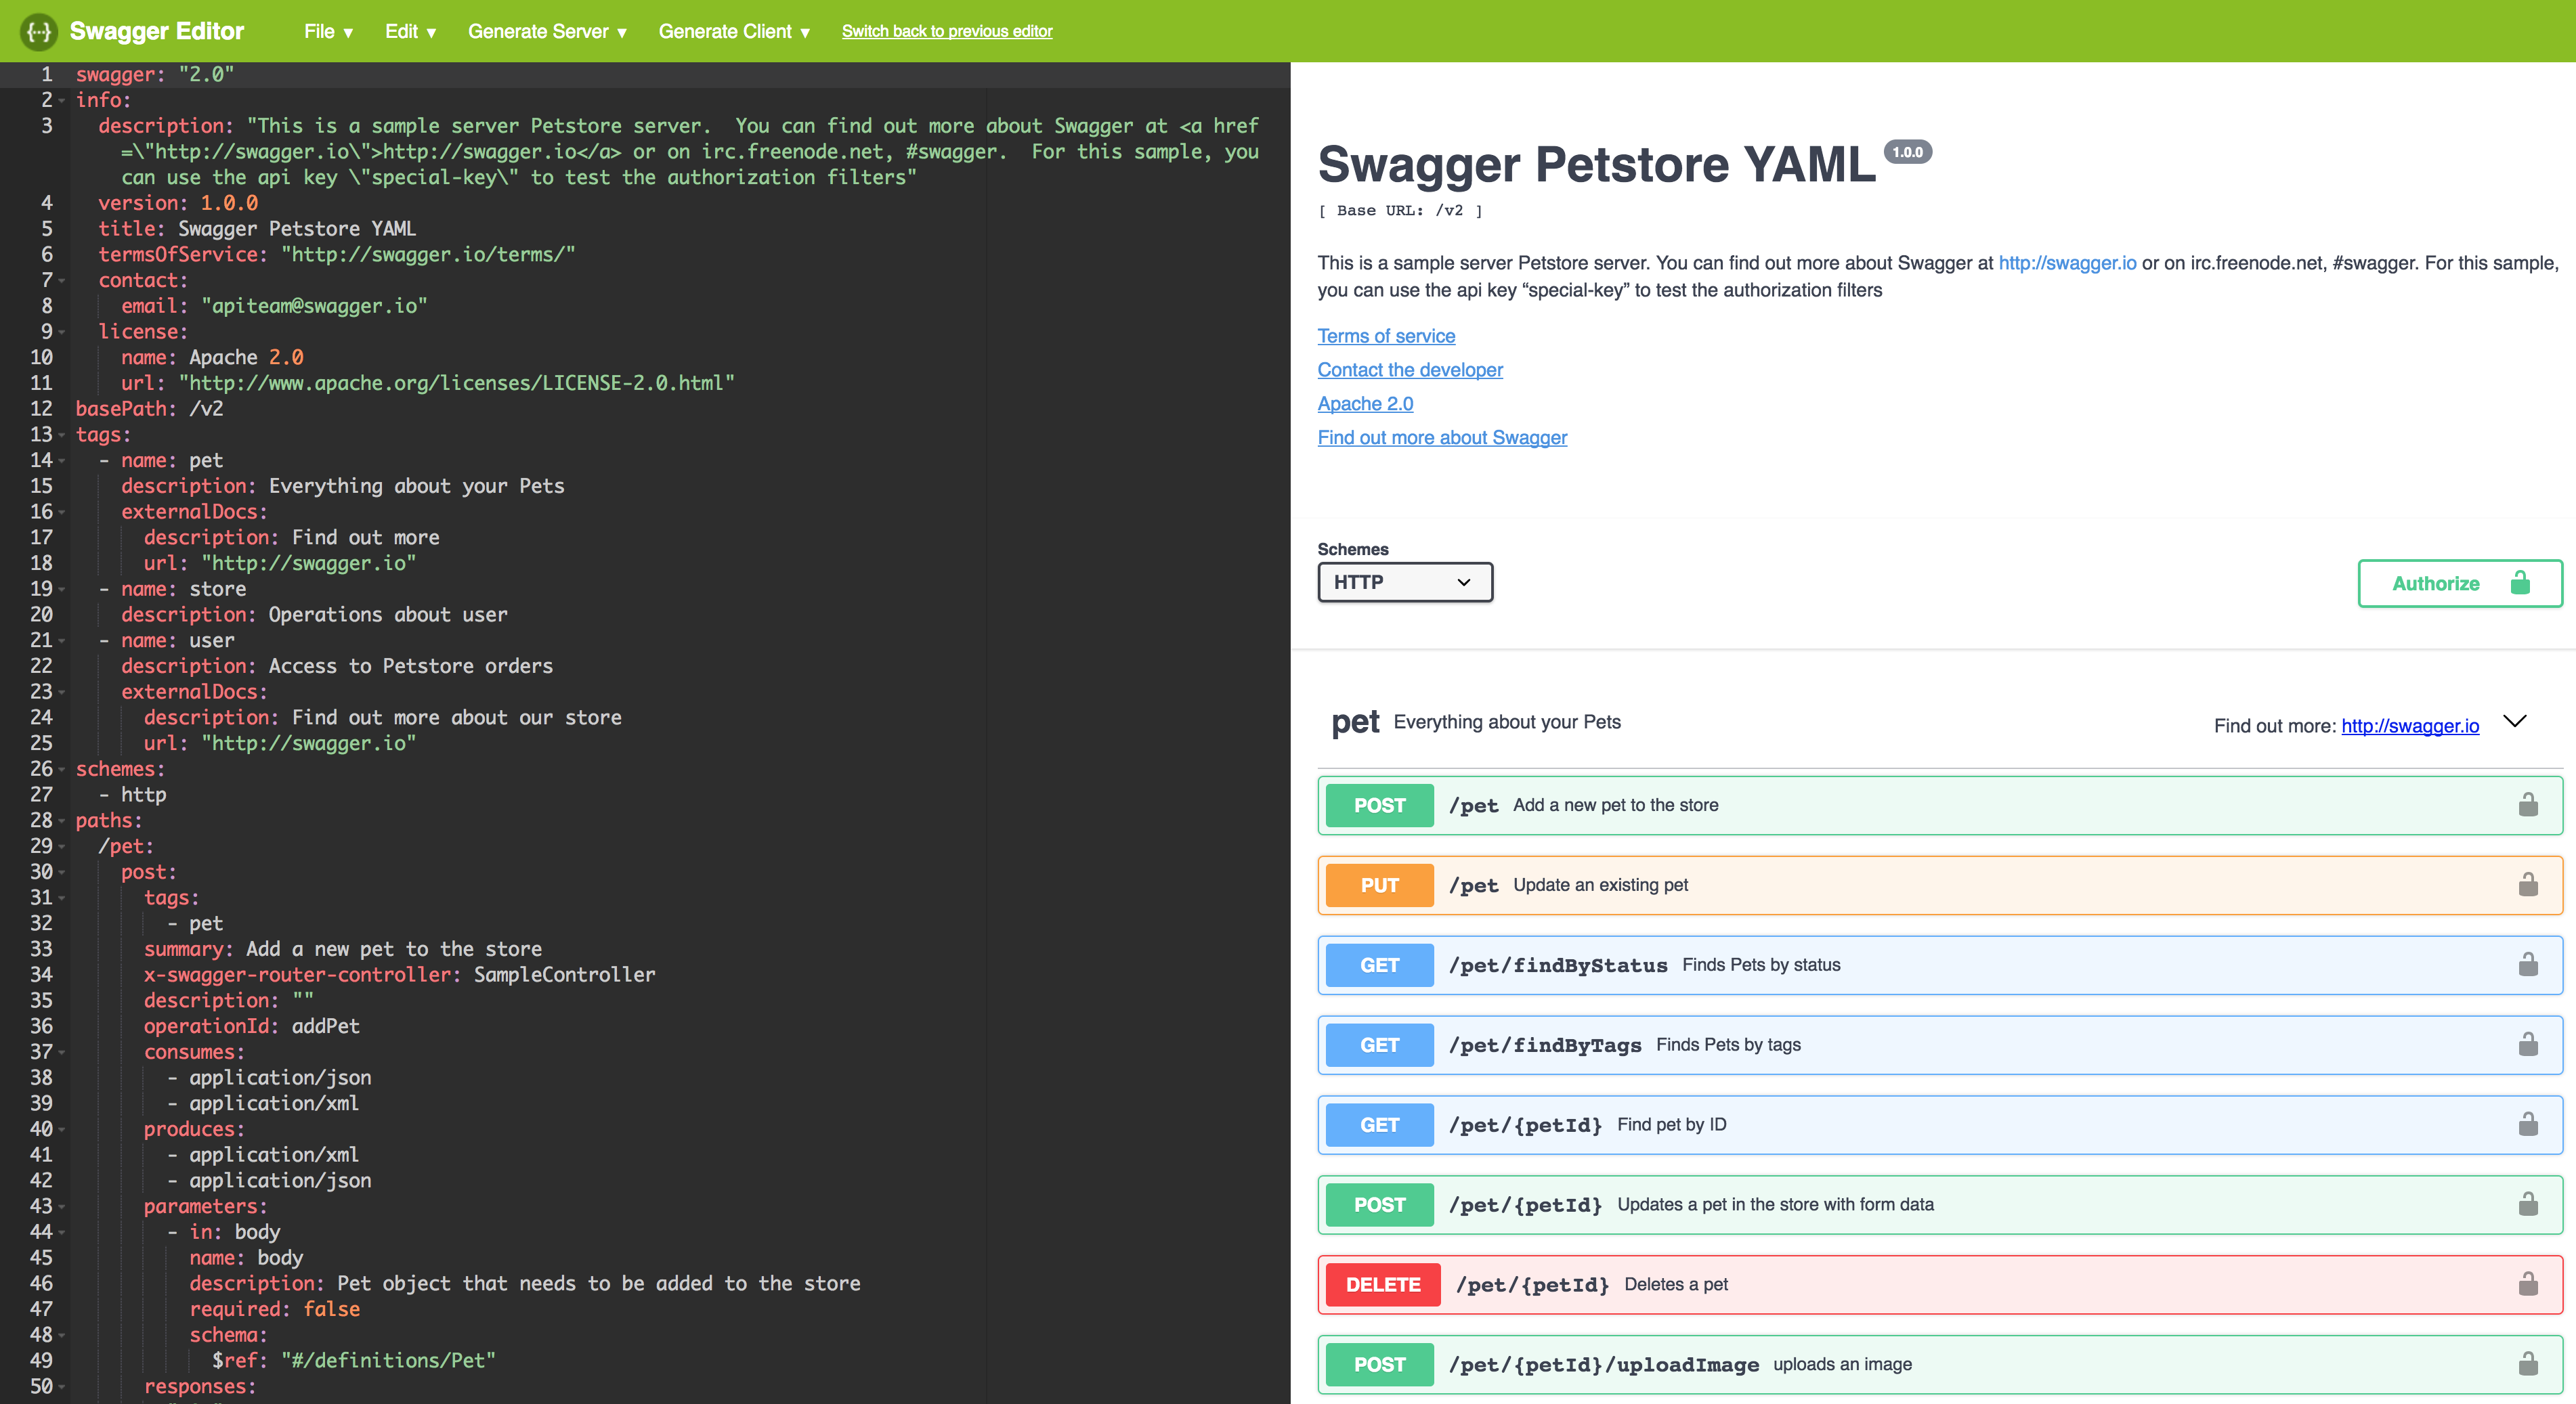 Swagger Editor File ▼ Edit ▼ Generate Server ▼ Generate Client ▼ Switch back to previous editor
1 swagger: "2.0"
2 info:
3 description: "This is a sample server Petstore server.  You can find out more about Swagger at <a href
=\"http://swagger.io\">http://swagger.io</a> or on irc.freenode.net, #swagger.  For this sample, you
can use the api key \"special-key\" to test the authorization filters"
4 version: 1.0.0
5 title: Swagger Petstore YAML
6 termsOfService: "http://swagger.io/terms/"
7 contact:
8 email: "apiteam@swagger.io"
9 license:
10 name: Apache 2.0
11 url: "http://www.apache.org/licenses/LICENSE-2.0.html"
12 basePath: /v2
13 tags:
14 - name: pet
15 description: Everything about your Pets
16 externalDocs:
17 description: Find out more
18 url: "http://swagger.io"
19 - name: store
20 description: Operations about user
21 - name: user
22 description: Access to Petstore orders
23 externalDocs:
24 description: Find out more about our store
25 url: "http://swagger.io"
26 schemes:
27 - http
28 paths:
29 /pet:
30 post:
31 tags:
32 - pet
33 summary: Add a new pet to the store
34 x-swagger-router-controller: SampleController
35 description: ""
36 operationId: addPet
37 consumes:
38 - application/json
39 - application/xml
40 produces:
41 - application/xml
42 - application/json
43 parameters:
44 - in: body
45 name: body
46 description: Pet object that needs to be added to the store
47 required: false
48 schema:
49 $ref: "#/definitions/Pet"
50 responses:
Swagger Petstore YAML 1.0.0
[ Base URL: /v2 ]
This is a sample server Petstore server. You can find out more about Swagger at http://swagger.io or on irc.freenode.net, #swagger. For this sample,
you can use the api key “special-key” to test the authorization filters
Terms of service
Contact the developer
Apache 2.0
Find out more about Swagger
Schemes
HTTP
Authorize
pet Everything about your Pets Find out more: http://swagger.io
POST /pet Add a new pet to the store
PUT /pet Update an existing pet
GET /pet/findByStatus Finds Pets by status
GET /pet/findByTags Finds Pets by tags
GET /pet/{petId} Find pet by ID
POST /pet/{petId} Updates a pet in the store with form data
DELETE /pet/{petId} Deletes a pet
POST /pet/{petId}/uploadImage uploads an image